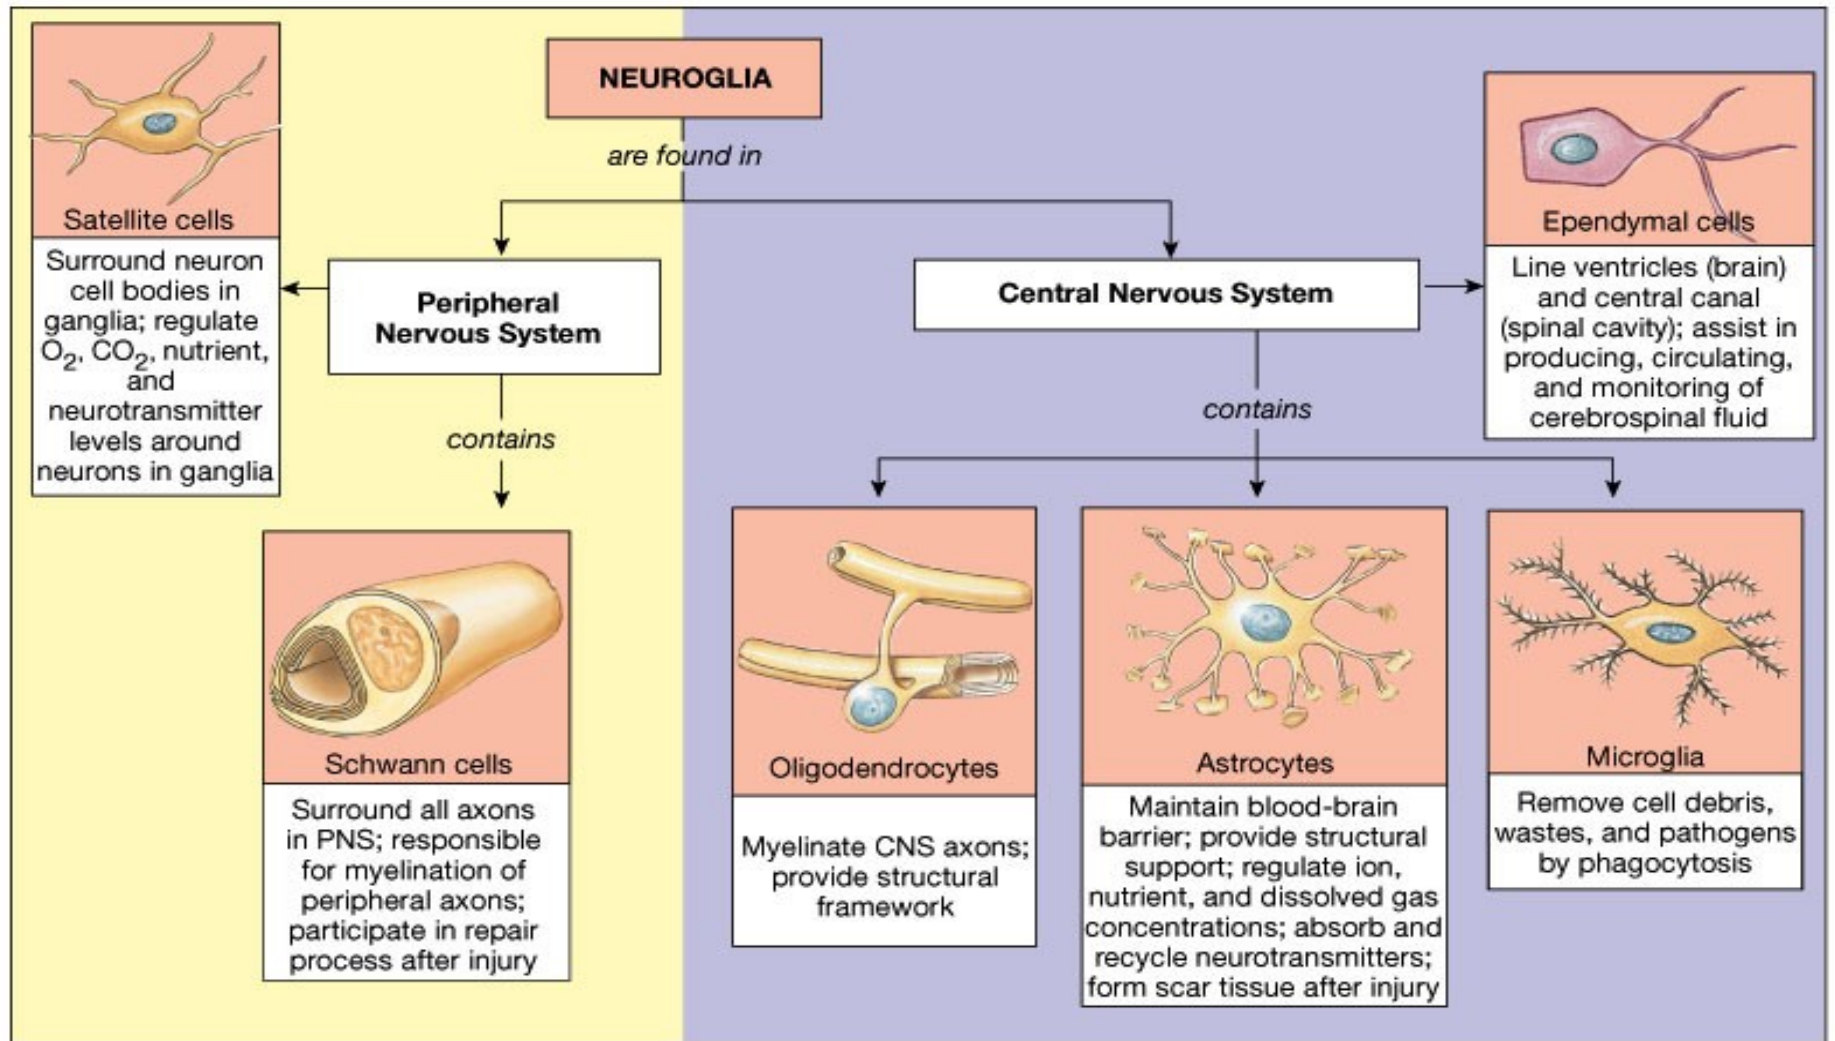 NEUROGLIA
are found in
Satellite cells
Surround neuron
cell bodies in
ganglia; regulate
O2, CO2, nutrient,
and
neurotransmitter
levels around
neurons in ganglia
Peripheral
Nervous System
contains
Schwann cells
Surround all axons
in PNS; responsible
for myelination of
peripheral axons;
participate in repair
process after injury
Central Nervous System
contains
Ependymal cells
Line ventricles (brain)
and central canal
(spinal cavity); assist in
producing, circulating,
and monitoring of
cerebrospinal fluid
Oligodendrocytes
Myelinate CNS axons;
provide structural
framework
Astrocytes
Maintain blood-brain
barrier; provide structural
support; regulate ion,
nutrient, and dissolved gas
concentrations; absorb and
recycle neurotransmitters;
form scar tissue after injury
Microglia
Remove cell debris,
wastes, and pathogens
by phagocytosis